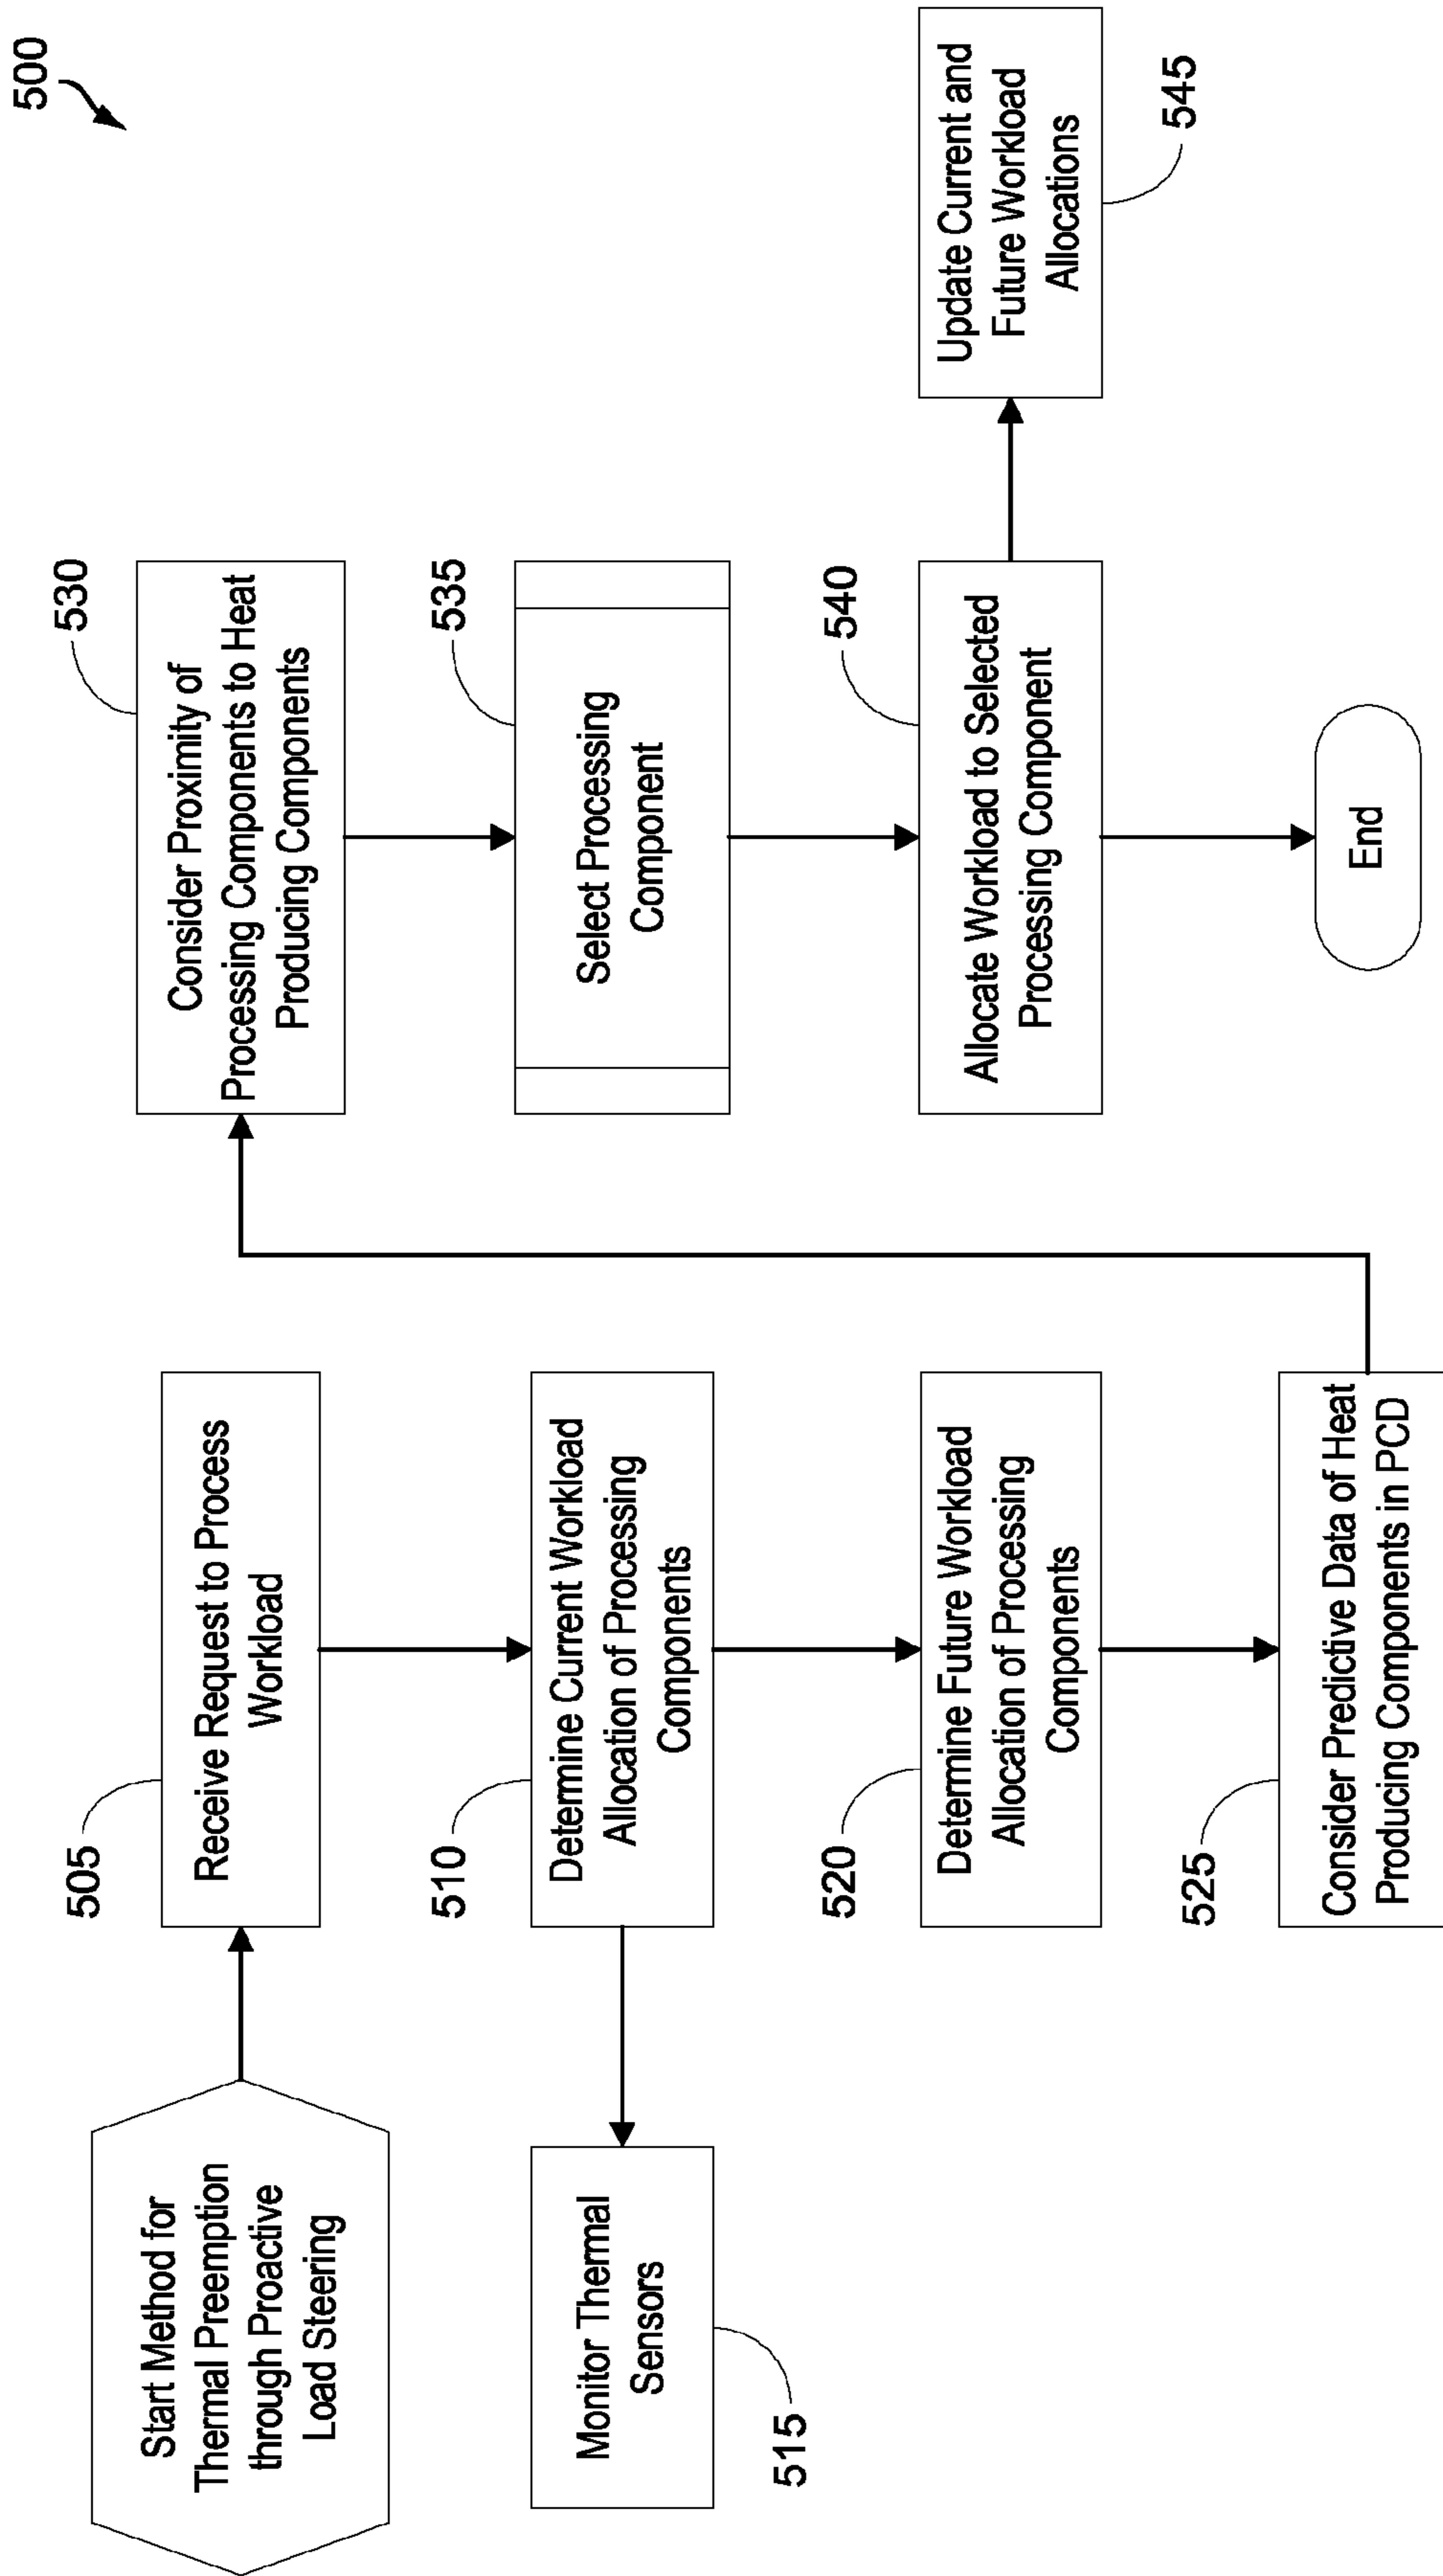 500
Start Method for
Thermal Preemption
through Proactive
Load Steering
505
Receive Request to Process
Workload
510
Determine Current Workload
Allocation of Processing
Components
Monitor Thermal
Sensors
515
520
Determine Future Workload
Allocation of Processing
Components
525
Consider Predictive Data of Heat
Producing Components in PCD
530
Consider Proximity of
Processing Components to Heat
Producing Components
535
Select Processing
Component
540
Allocate Workload to Selected
Processing Component
Update Current and
Future Workload
Allocations
545
End